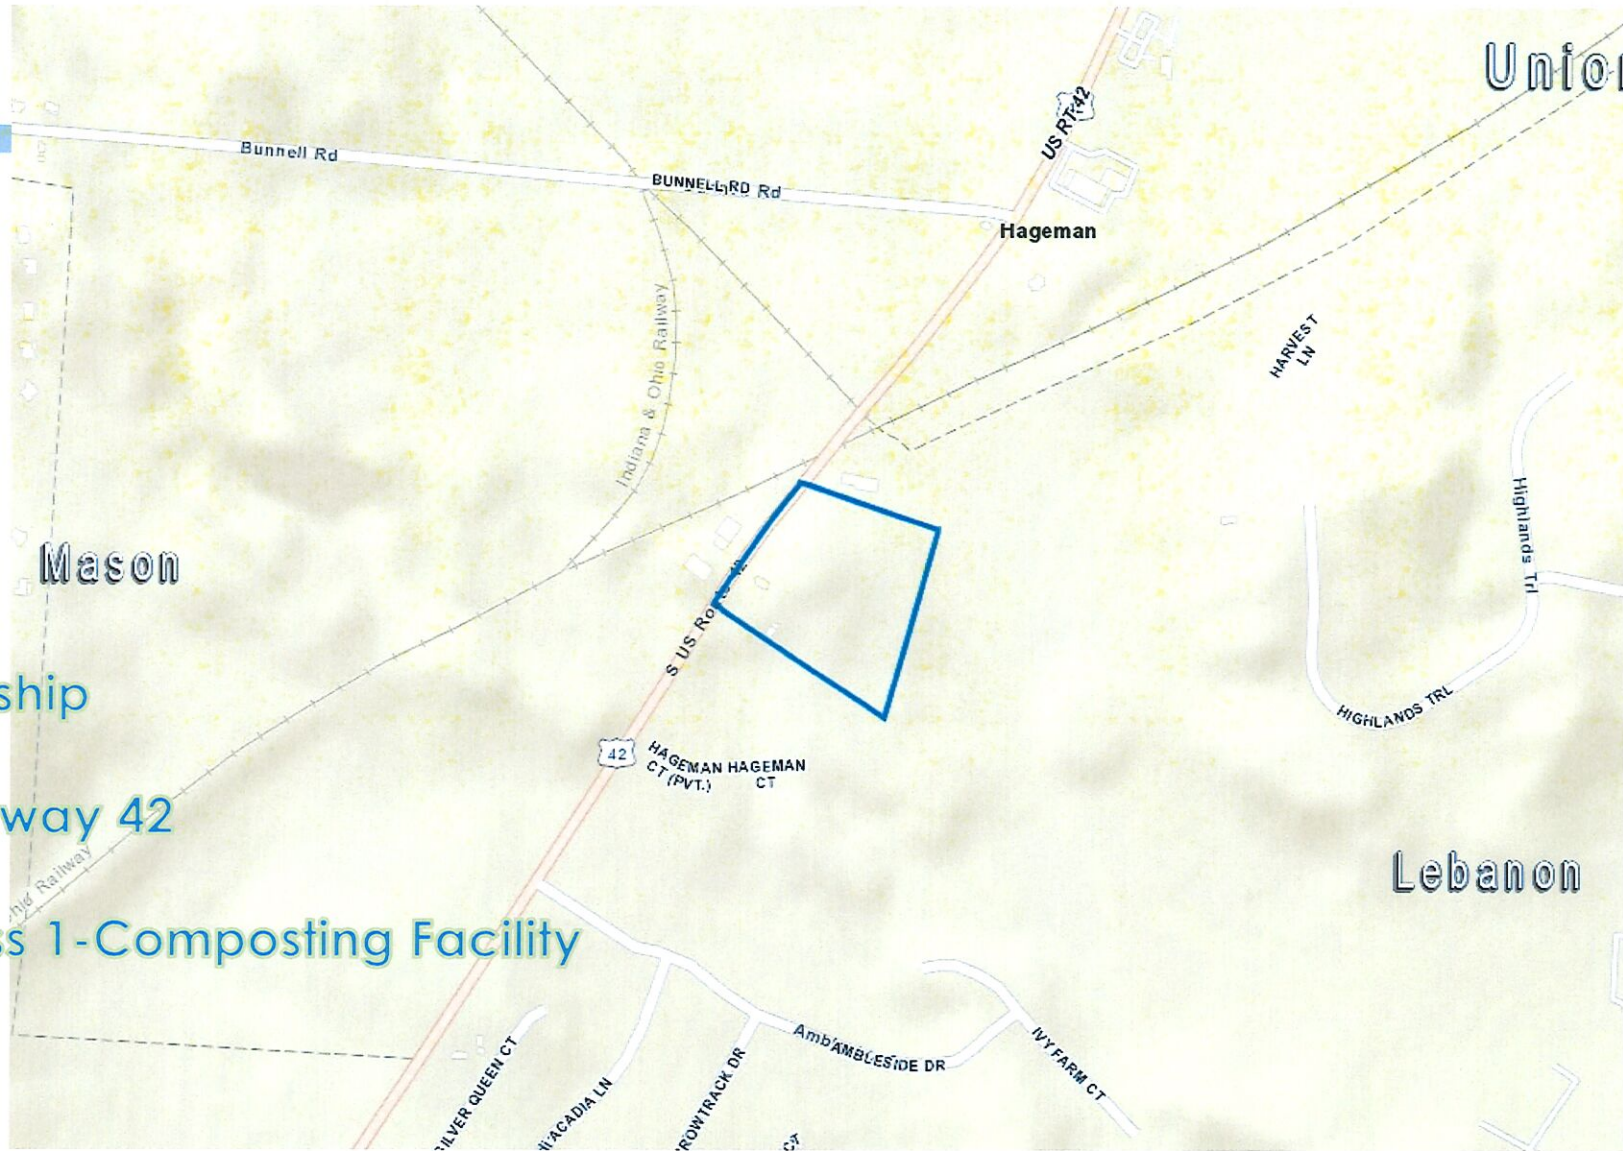 Union
US RT 42
Bunnell Rd
BUNNELL RD Rd
Hageman
Indiana & Ohio Railway
HARVEST
LN
Highlands Trl
Mason
S US Route 42
HIGHLANDS TRL
ship
42
HAGEMAN HAGEMAN
CT (PVT.) CT
way 42
Railway
Lebanon
ss 1-Composting Facility
AMBLESIDE DR
IVY FARM CT
SILVER QUEEN CT
ACADIA LN
ROWTRACK DR
CT